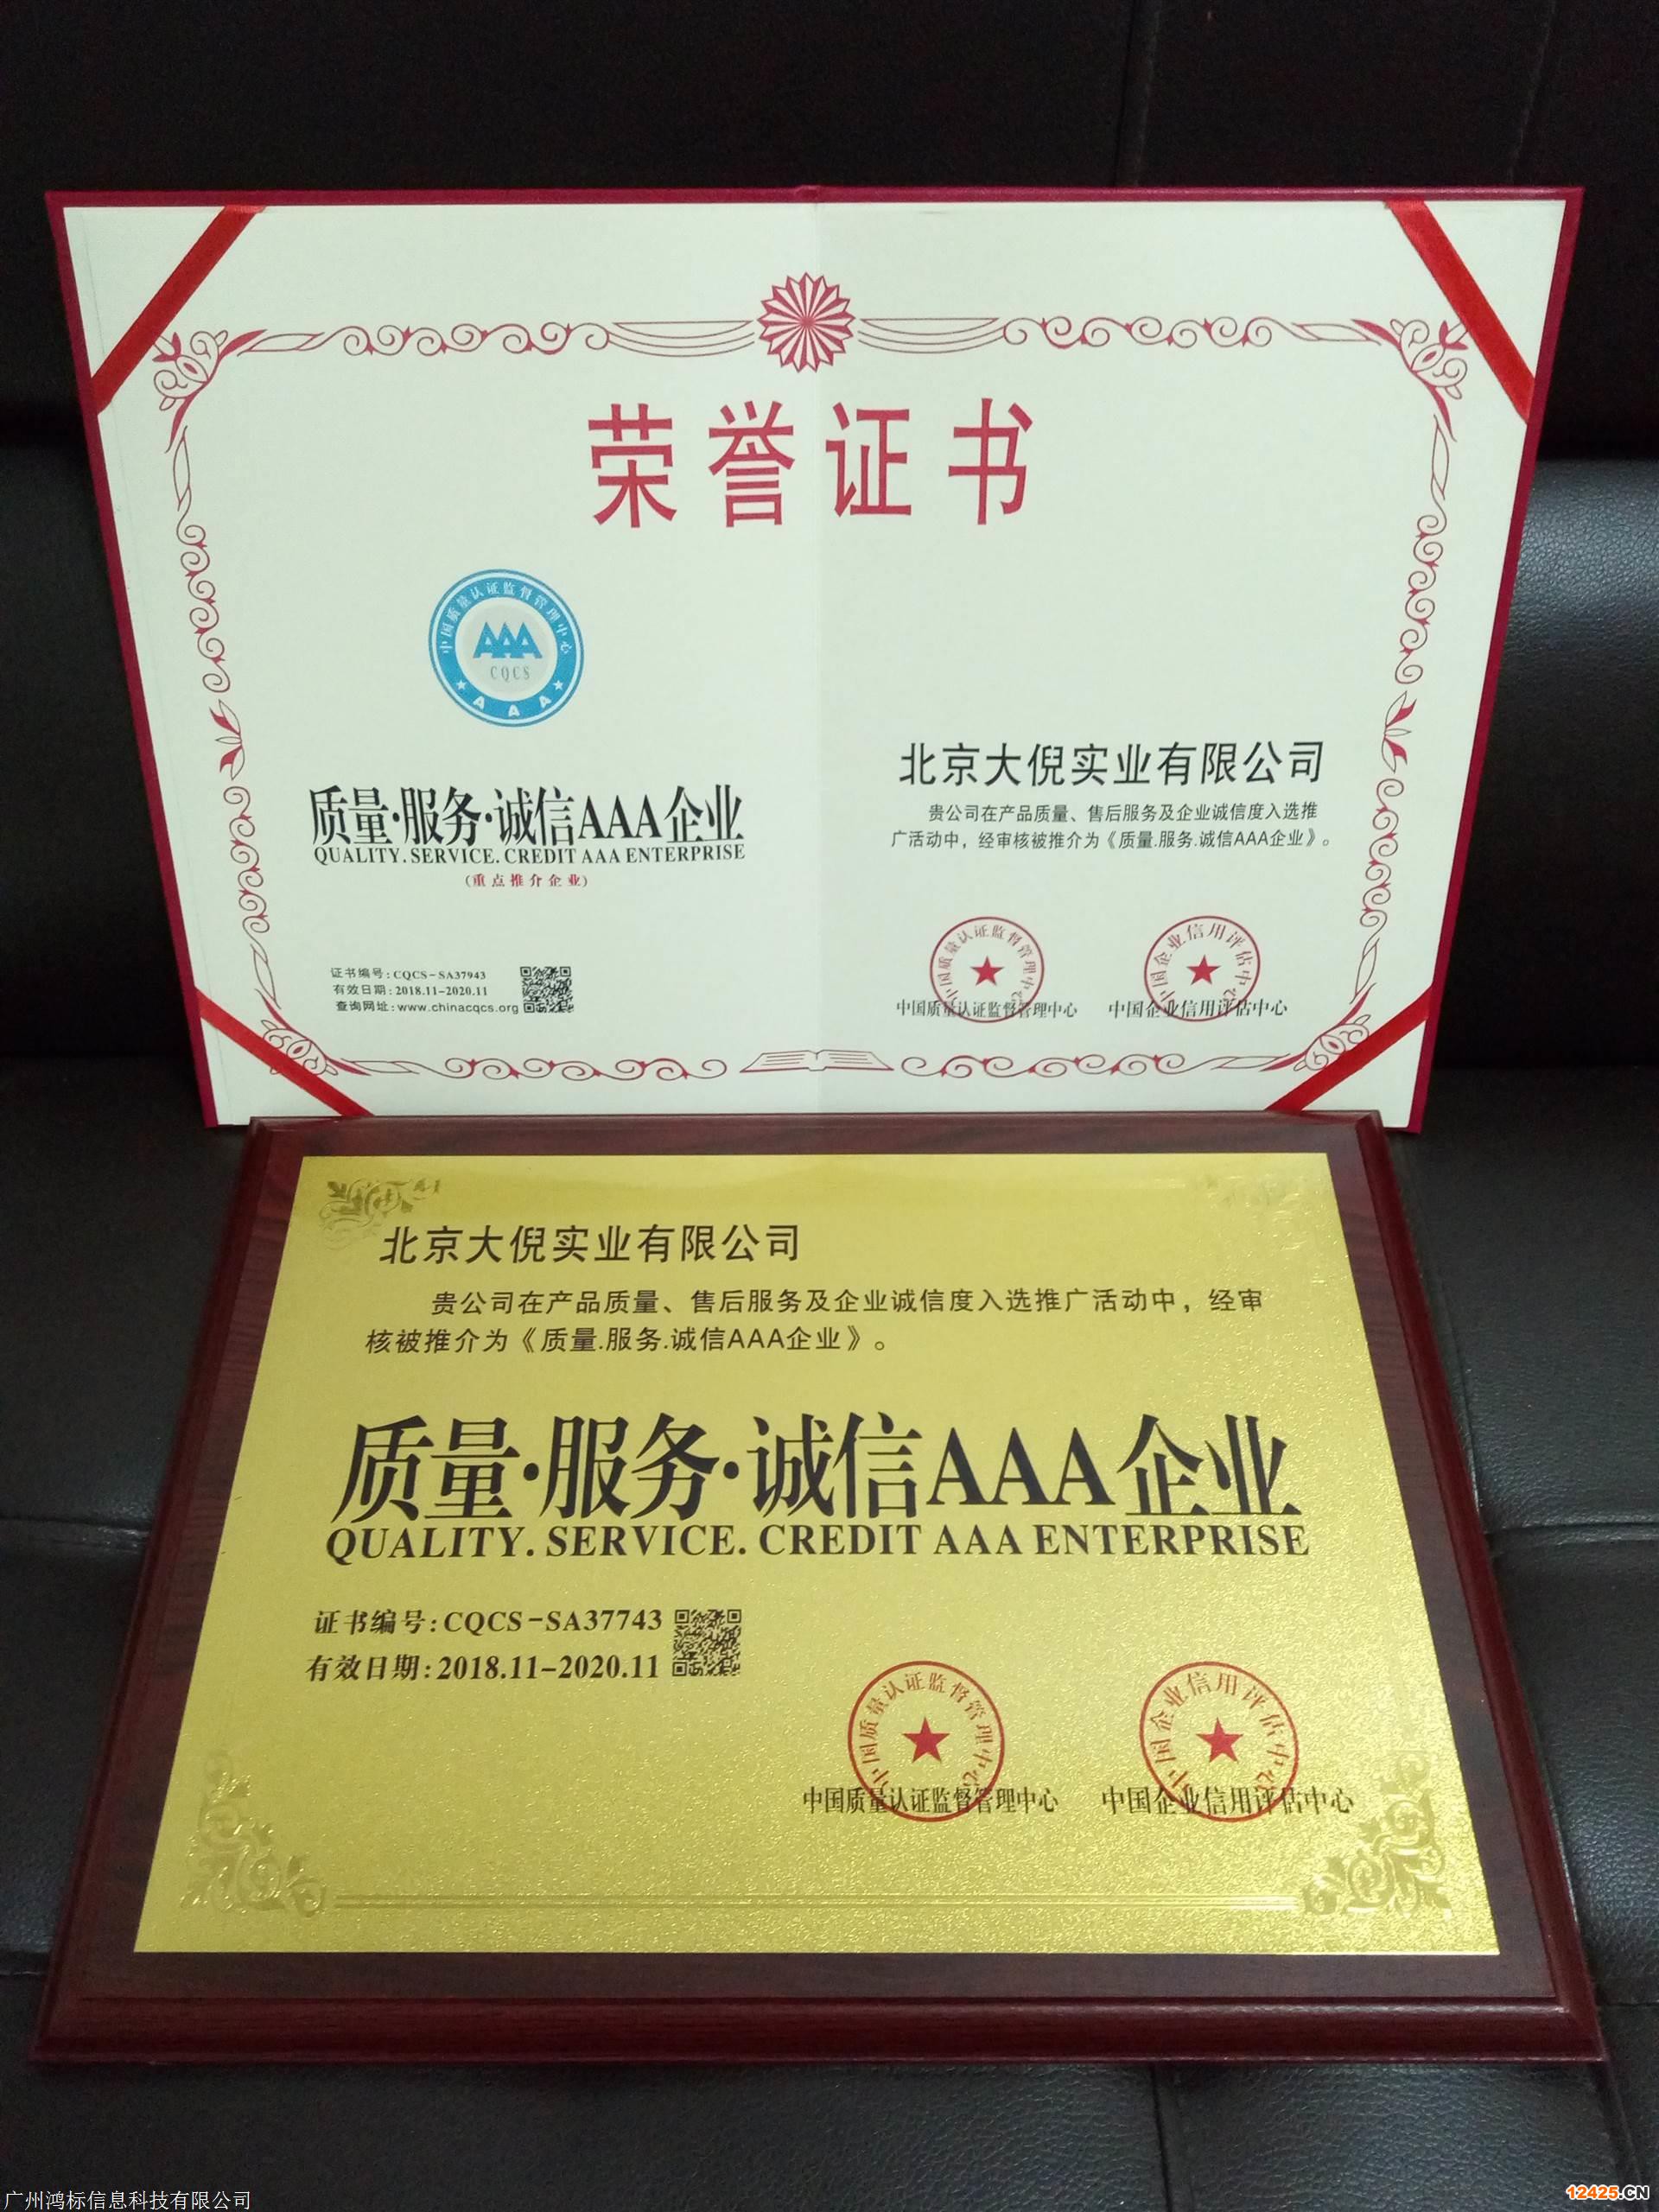 荣誉证书
中国质量认证监督管理中心
AAA
CQCS
AAA
质量·服务·诚信AAA企业
QUALITY. SERVICE. CREDIT AAA ENTERPRISE
(重点推介企业)
证书编号:CQCS-SA37943
有效日期:2018.11-2020.11
查询网址:www.chinacqcs.org
北京大倪实业有限公司
贵公司在产品质量、售后服务及企业诚信度入选推
广活动中，经审核被推介为《质量.服务.诚信AAA企业》。
中国质量认证监督管理中心
中国质量认证监督管理中心
中国企业信用评估中心
中国企业信用评估中心
北京大倪实业有限公司
贵公司在产品质量、售后服务及企业诚信度入选推广活动中，经审
核被推介为《质量.服务.诚信AAA企业》。
质量·服务·诚信AAA企业
QUALITY. SERVICE. CREDIT AAA ENTERPRISE
证书编号:CQCS-SA37743
有效日期:2018.11-2020.11
中国质量认证监督管理中心
中国质量认证监督管理中心
中国企业信用评估中心
中国企业信用评估中心
广州鸿标信息科技有限公司
12425.CN